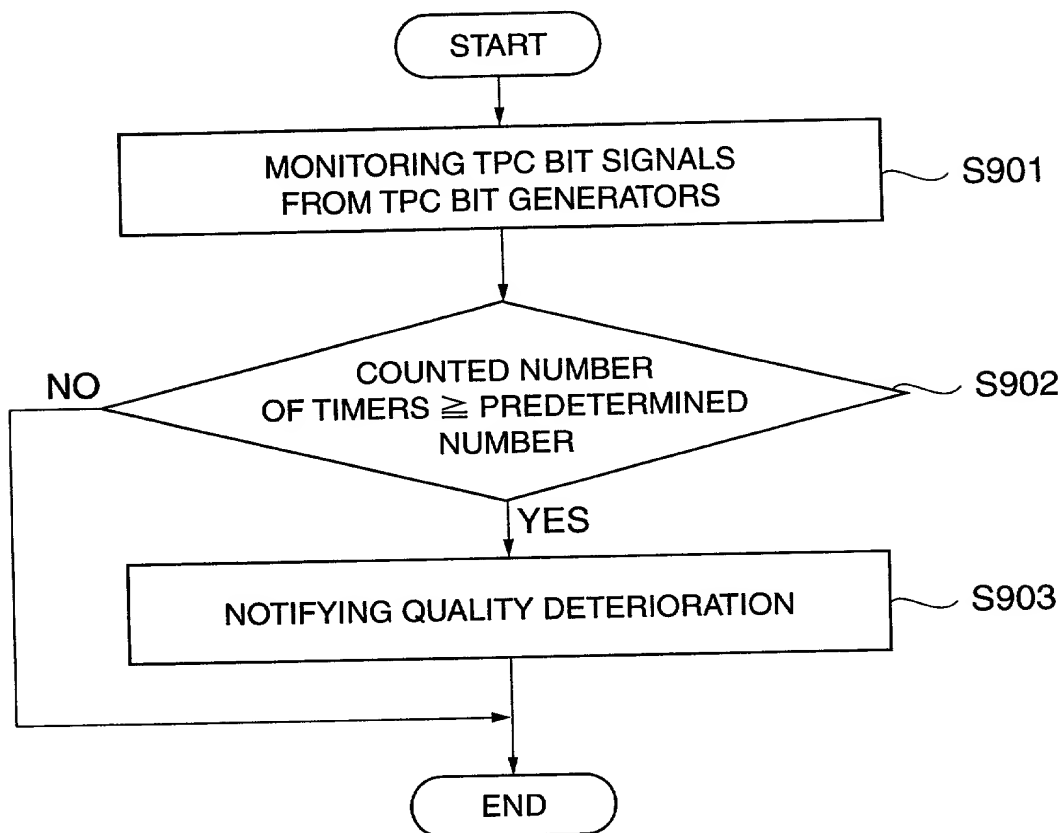 START
MONITORING TPC BIT SIGNALS
FROM TPC BIT GENERATORS
S901
COUNTED NUMBER
OF TIMERS ≧ PREDETERMINED
NUMBER
S902
NO
YES
NOTIFYING QUALITY DETERIORATION
S903
END